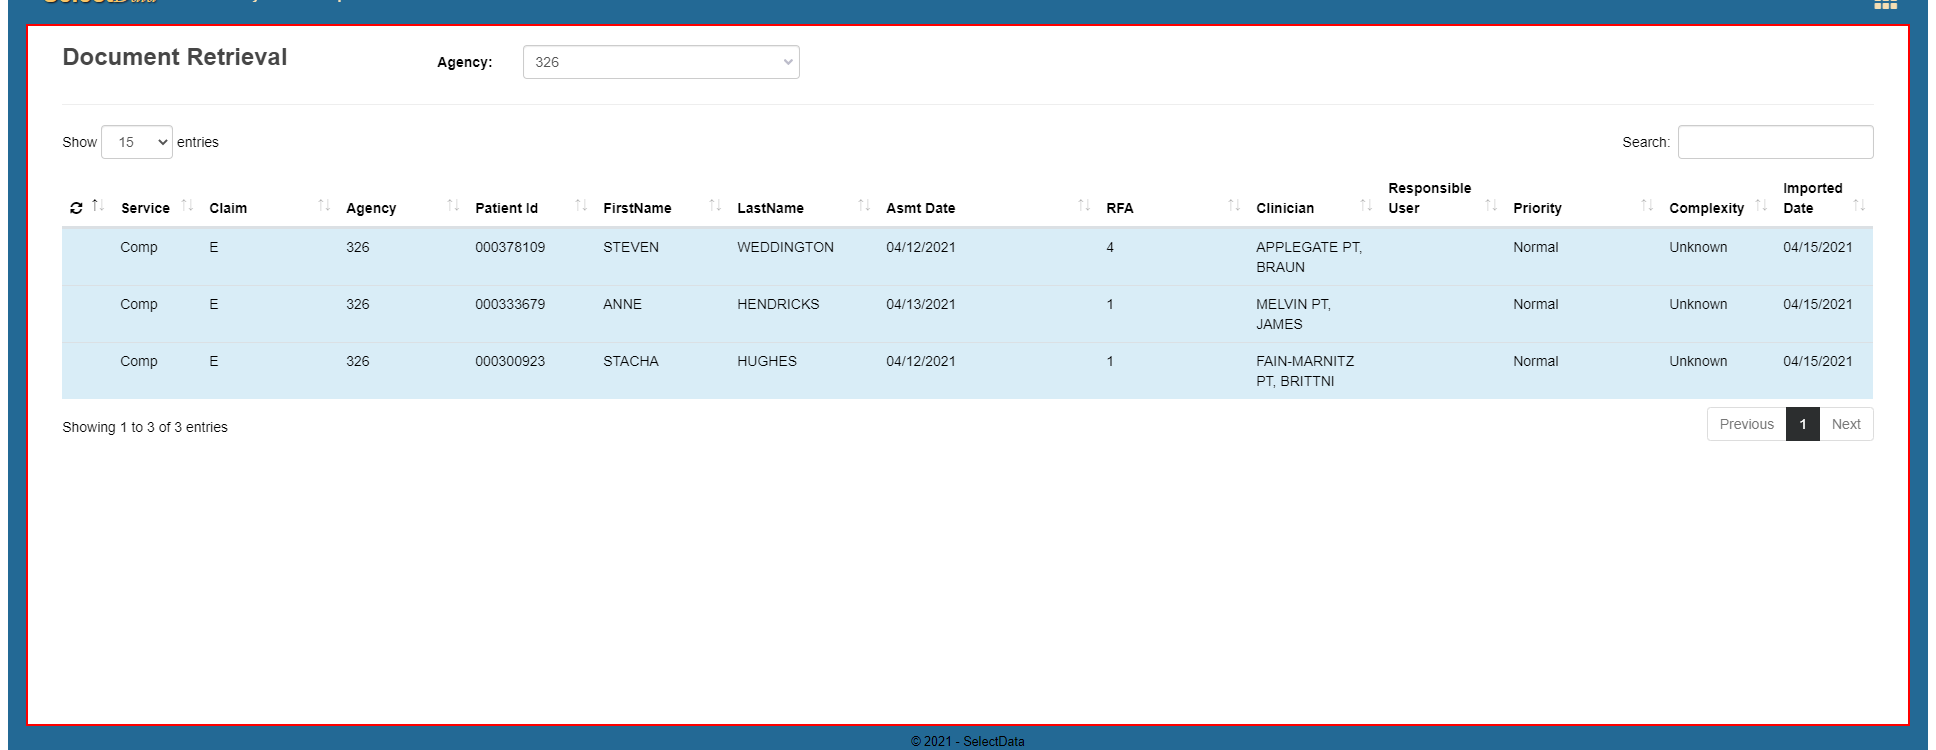 Document Retrieval
Agency: 326
Show 15 entries
Search:
Service Claim Agency Patient Id FirstName LastName Asmt Date RFA Clinician Responsible User Priority Complexity Imported Date
Comp E 326 000378109 STEVEN WEDDINGTON 04/12/2021 4 APPLEGATE PT, BRAUN Normal Unknown 04/15/2021
Comp E 326 000333679 ANNE HENDRICKS 04/13/2021 1 MELVIN PT, JAMES Normal Unknown 04/15/2021
Comp E 326 000300923 STACHA HUGHES 04/12/2021 1 FAIN-MARNITZ PT, BRITTNI Normal Unknown 04/15/2021
Showing 1 to 3 of 3 entries
Previous 1 Next
© 2021 - SelectData